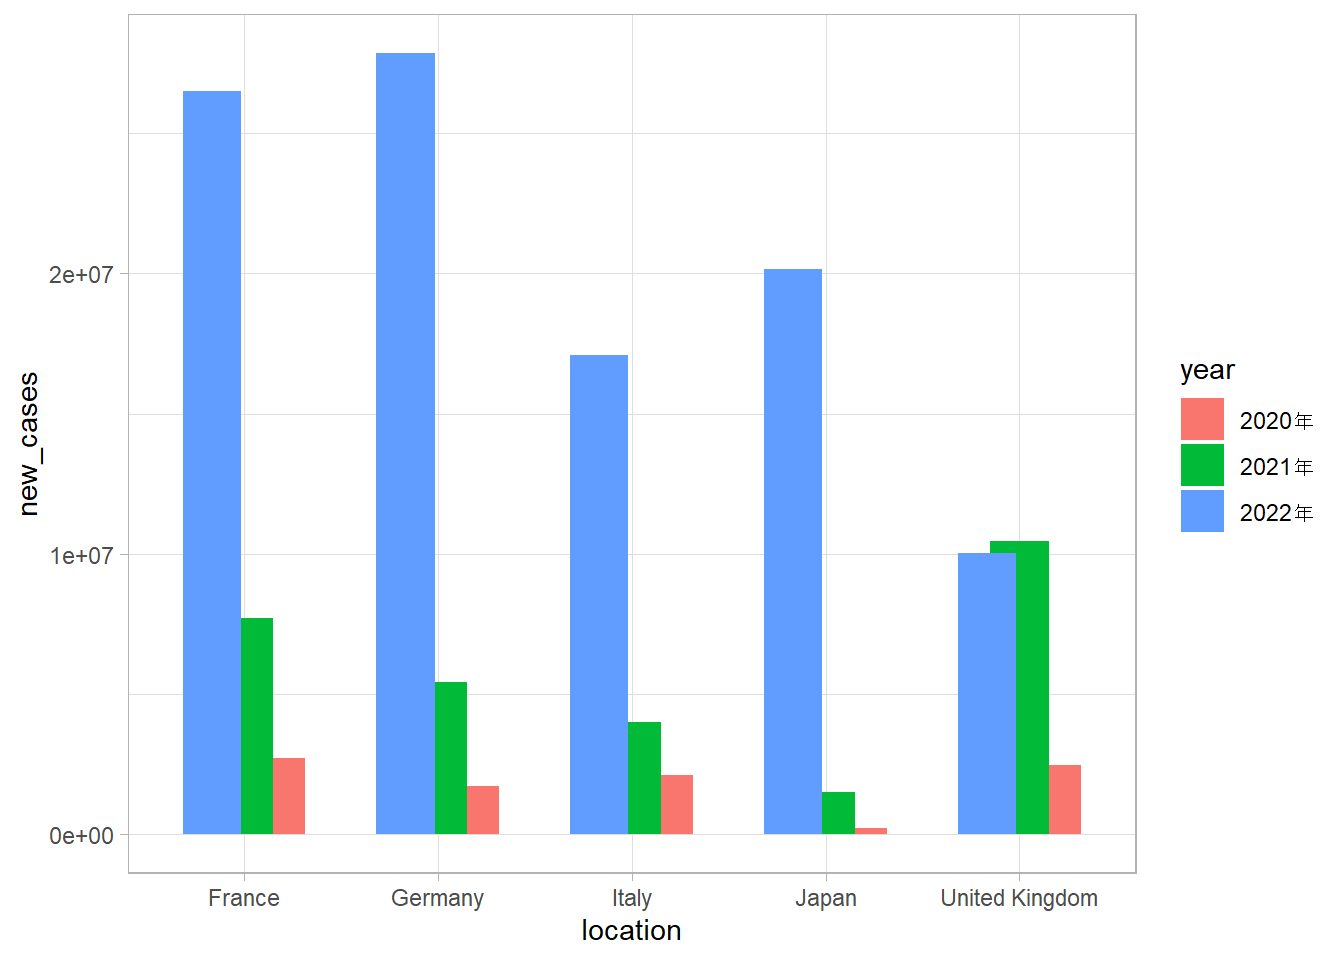 new_cases
2e+07
1e+07
0e+00
France
Germany
Italy
Japan
United Kingdom
location
year
2020年
2021年
2022年